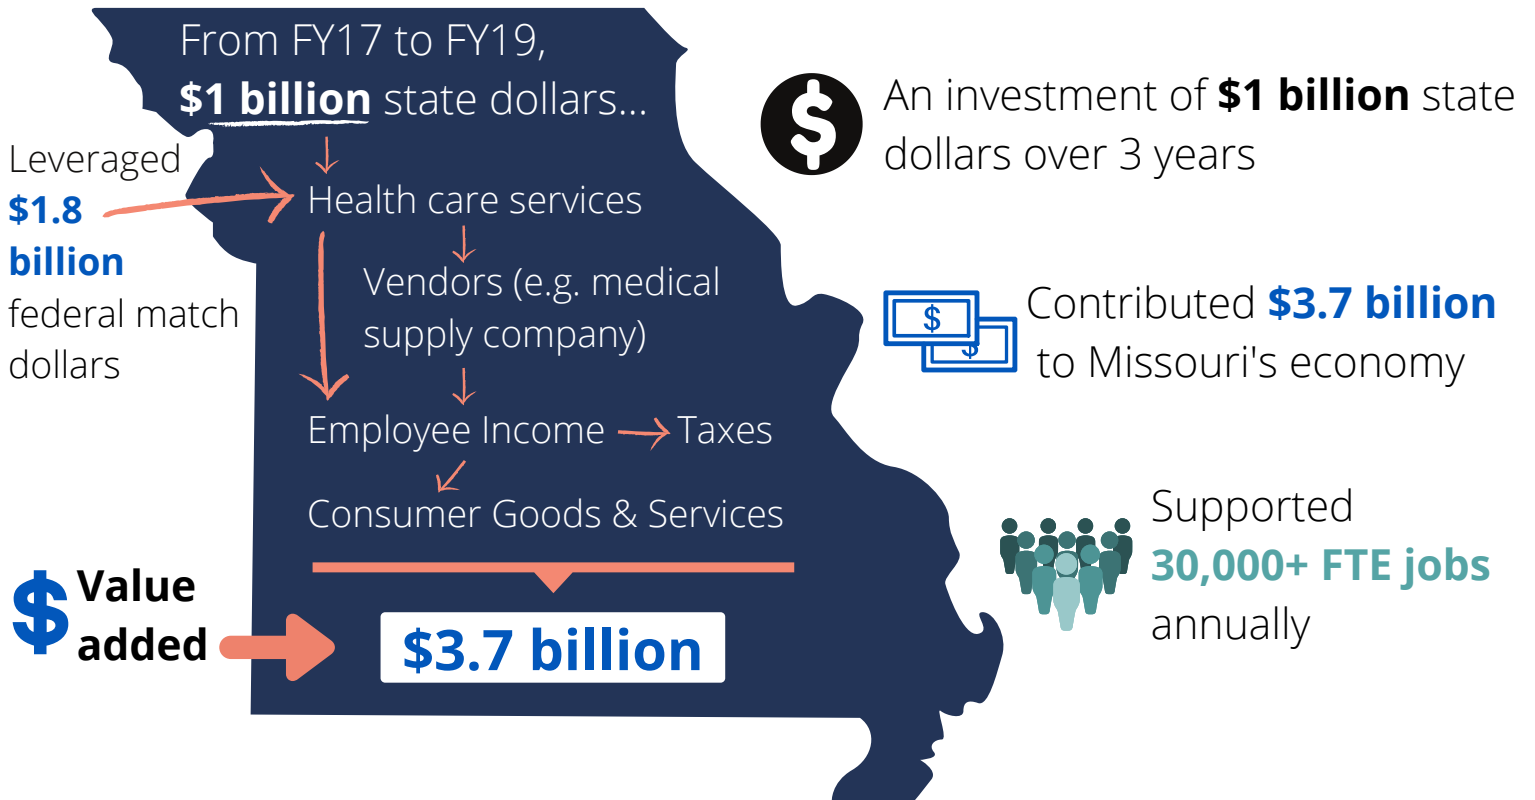 From FY17 to FY19,
$1 billion state dollars...
Leveraged
$1.8
billion
federal match
dollars
Health care services
Vendors (e.g. medical
supply company)
Employee Income
Taxes
Consumer Goods & Services
$
Value
added
$3.7 billion
$
An investment of $1 billion state
dollars over 3 years
$
$
Contributed $3.7 billion
to Missouri's economy
Supported
30,000+ FTE jobs
annually